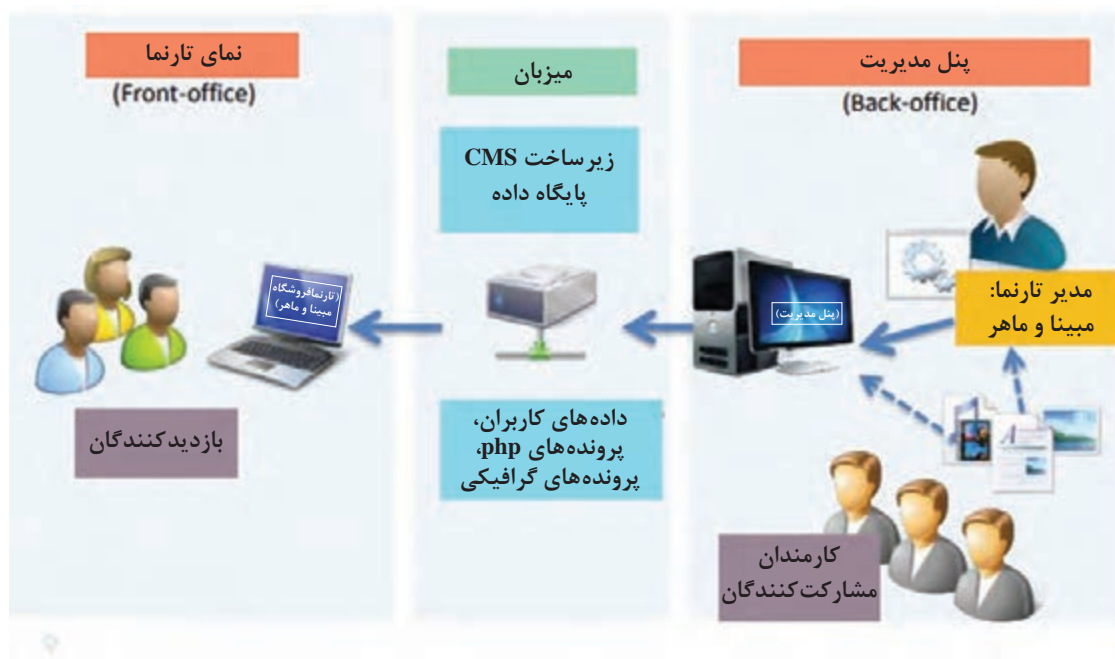 پنل مدیریت
(Back-office)
مدیر تارنما:
مبینا و ماهر
(پنل مدیریت)
کارمندان
مشارکت‌کنندگان
میزبان
زیرساخت CMS
پایگاه داده
داده‌های کاربران،
پرونده‌های php،
پرونده‌های گرافیکی
نمای تارنما
(Front-office)
(تارنمافروشگاه
مبینا و ماهر)
بازدیدکنندگان